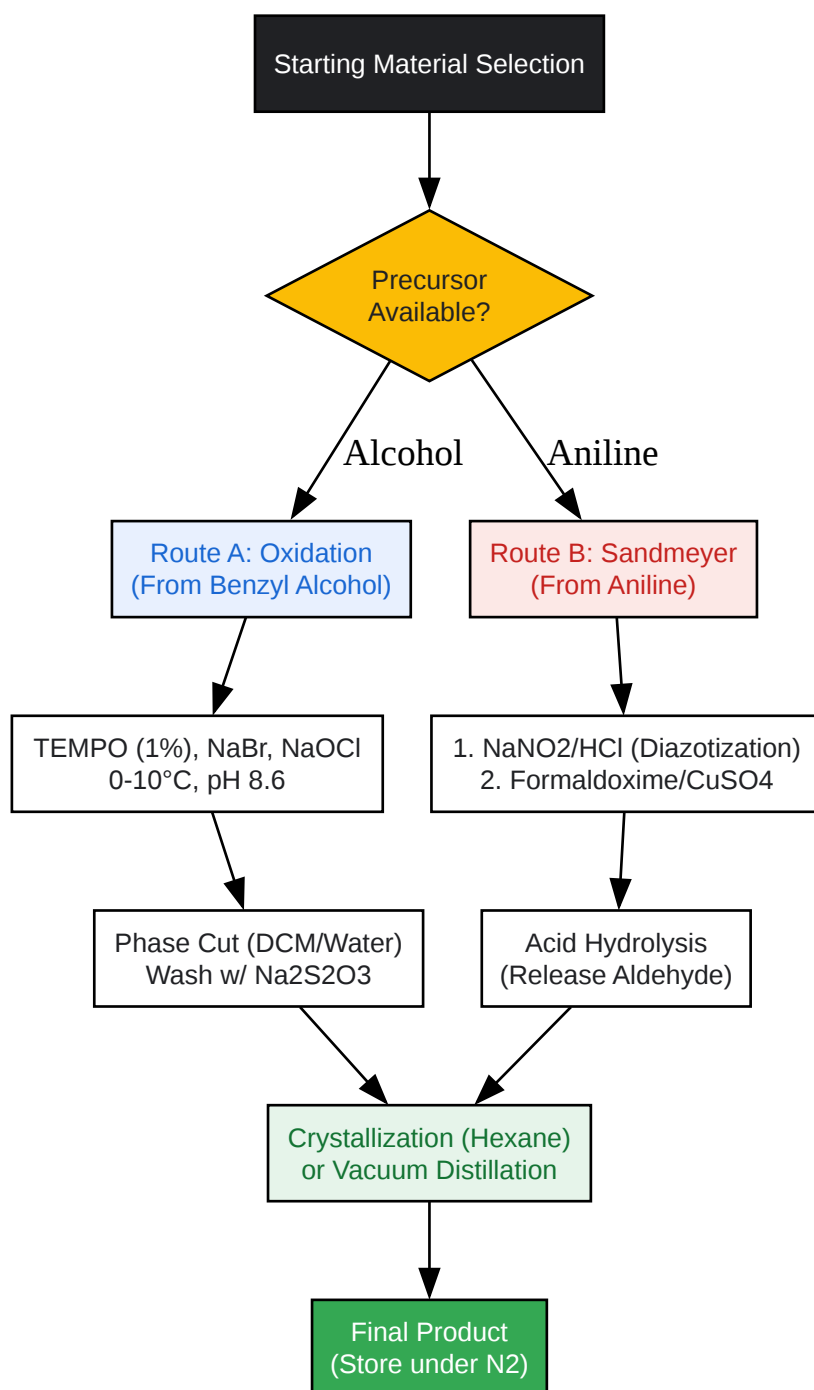 Starting Material Selection
Precursor
Available?
Alcohol
Aniline
Route A: Oxidation
(From Benzyl Alcohol)
Route B: Sandmeyer
(From Aniline)
TEMPO (1%), NaBr, NaOCl
0-10°C, pH 8.6
1. NaNO2/HCl (Diazotization)
2. Formaldoxime/CuSO4
Phase Cut (DCM/Water)
Wash w/ Na2S2O3
Acid Hydrolysis
(Release Aldehyde)
Crystallization (Hexane)
or Vacuum Distillation
Final Product
(Store under N2)